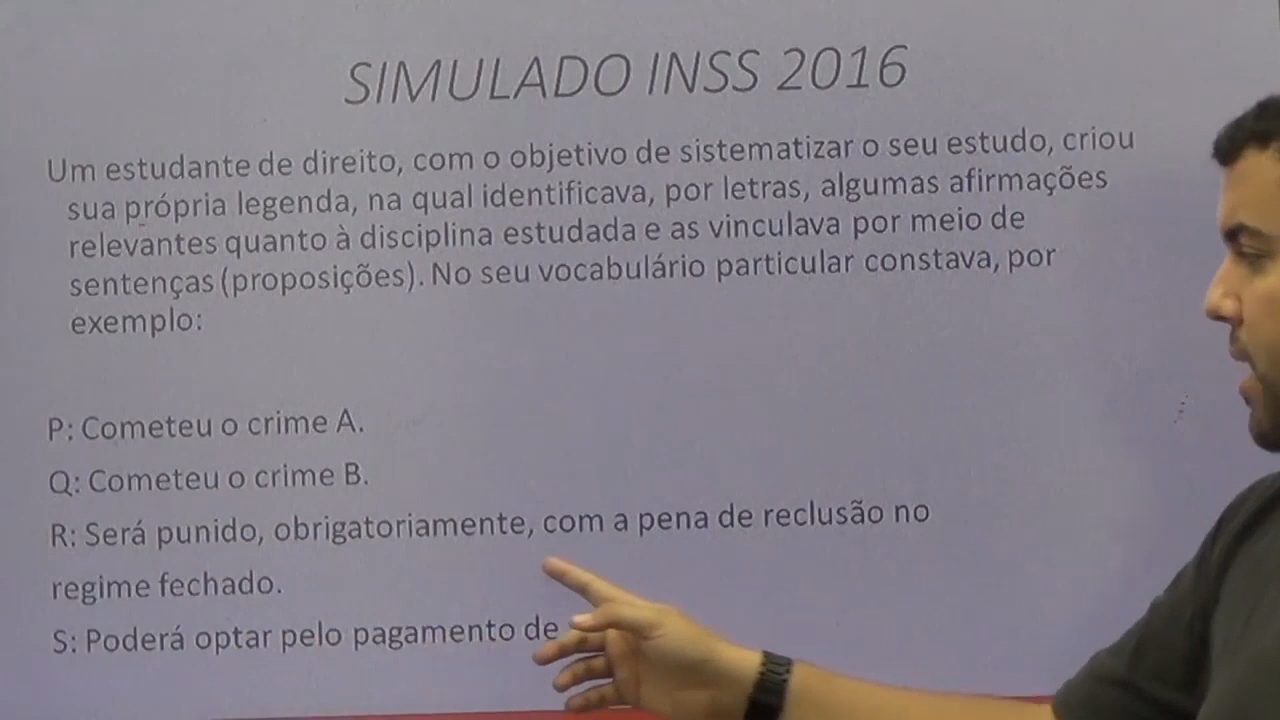 SIMULADO INSS 2016
Um estudante de direito, com o objetivo de sistematizar o seu estudo, criou
sua própria legenda, na qual identificava, por letras, algumas afirmações
relevantes quanto à disciplina estudada e as vinculava por meio de
sentenças (proposições). No seu vocabulário particular constava, por
exemplo:
P: Cometeu o crime A.
Q: Cometeu o crime B.
R: Será punido, obrigatoriamente, com a pena de reclusão no
regime fechado.
S: Poderá optar pelo pagamento de